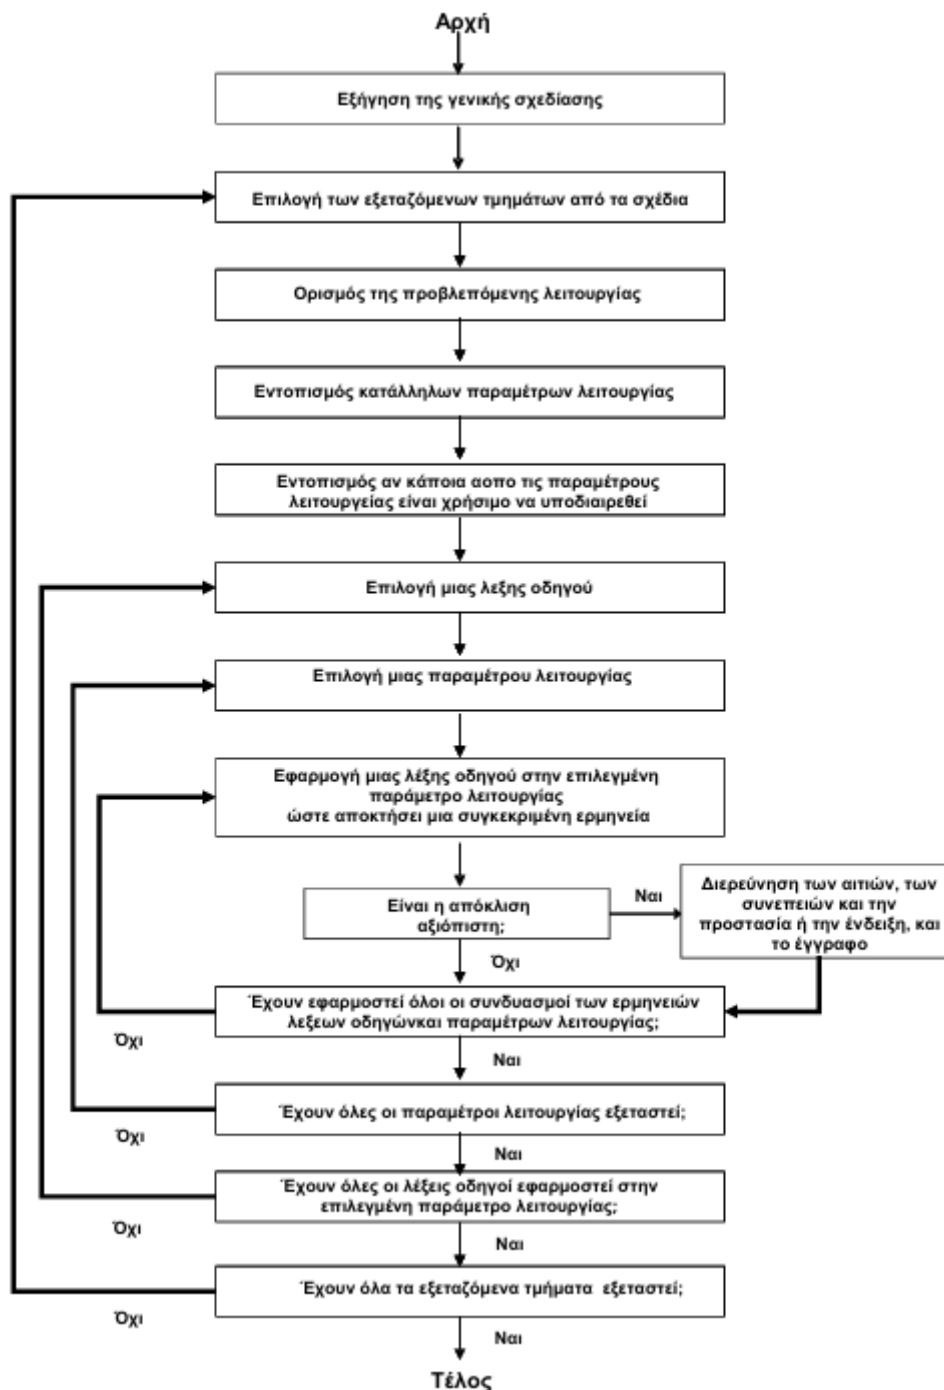 Αρχή
Εξήγηση της γενικής σχεδίασης
Επιλογή των εξεταζόμενων τμημάτων από τα σχέδια
Ορισμός της προβλεπόμενης λειτουργίας
Εντοπισμός κατάλληλων παραμέτρων λειτουργίας
Εντοπισμός αν κάποια αοπο τις παραμέτρους
λειτουργείας είναι χρήσιμο να υποδιαιρεθεί
Επιλογή μιας λεξης οδηγού
Επιλογή μιας παραμέτρου λειτουργίας
Εφαρμογή μιας λέξης οδηγού στην επιλεγμένη
παράμετρο λειτουργίας
ώστε αποκτήσει μια συγκεκριμένη ερμηνεία
Είναι η απόκλιση
αξιόπιστη;
Ναι
Διερεύνηση των αιτιών, των
συνεπειών και την
προστασία ή την ένδειξη, και
το έγγραφο
Όχι
Έχουν εφαρμοστεί όλοι οι συνδυασμοί των ερμηνειών
λεξεων οδηγώνκαι παραμέτρων λειτουργίας;
Όχι
Ναι
Έχουν όλες οι παραμέτροι λειτουργίας εξεταστεί;
Όχι
Ναι
Έχουν όλες οι λέξεις οδηγοί εφαρμοστεί στην
επιλεγμένη παράμετρο λειτουργίας;
Όχι
Ναι
Έχουν όλα τα εξεταζόμενα τμήματα εξεταστεί;
Όχι
Ναι
Τέλος